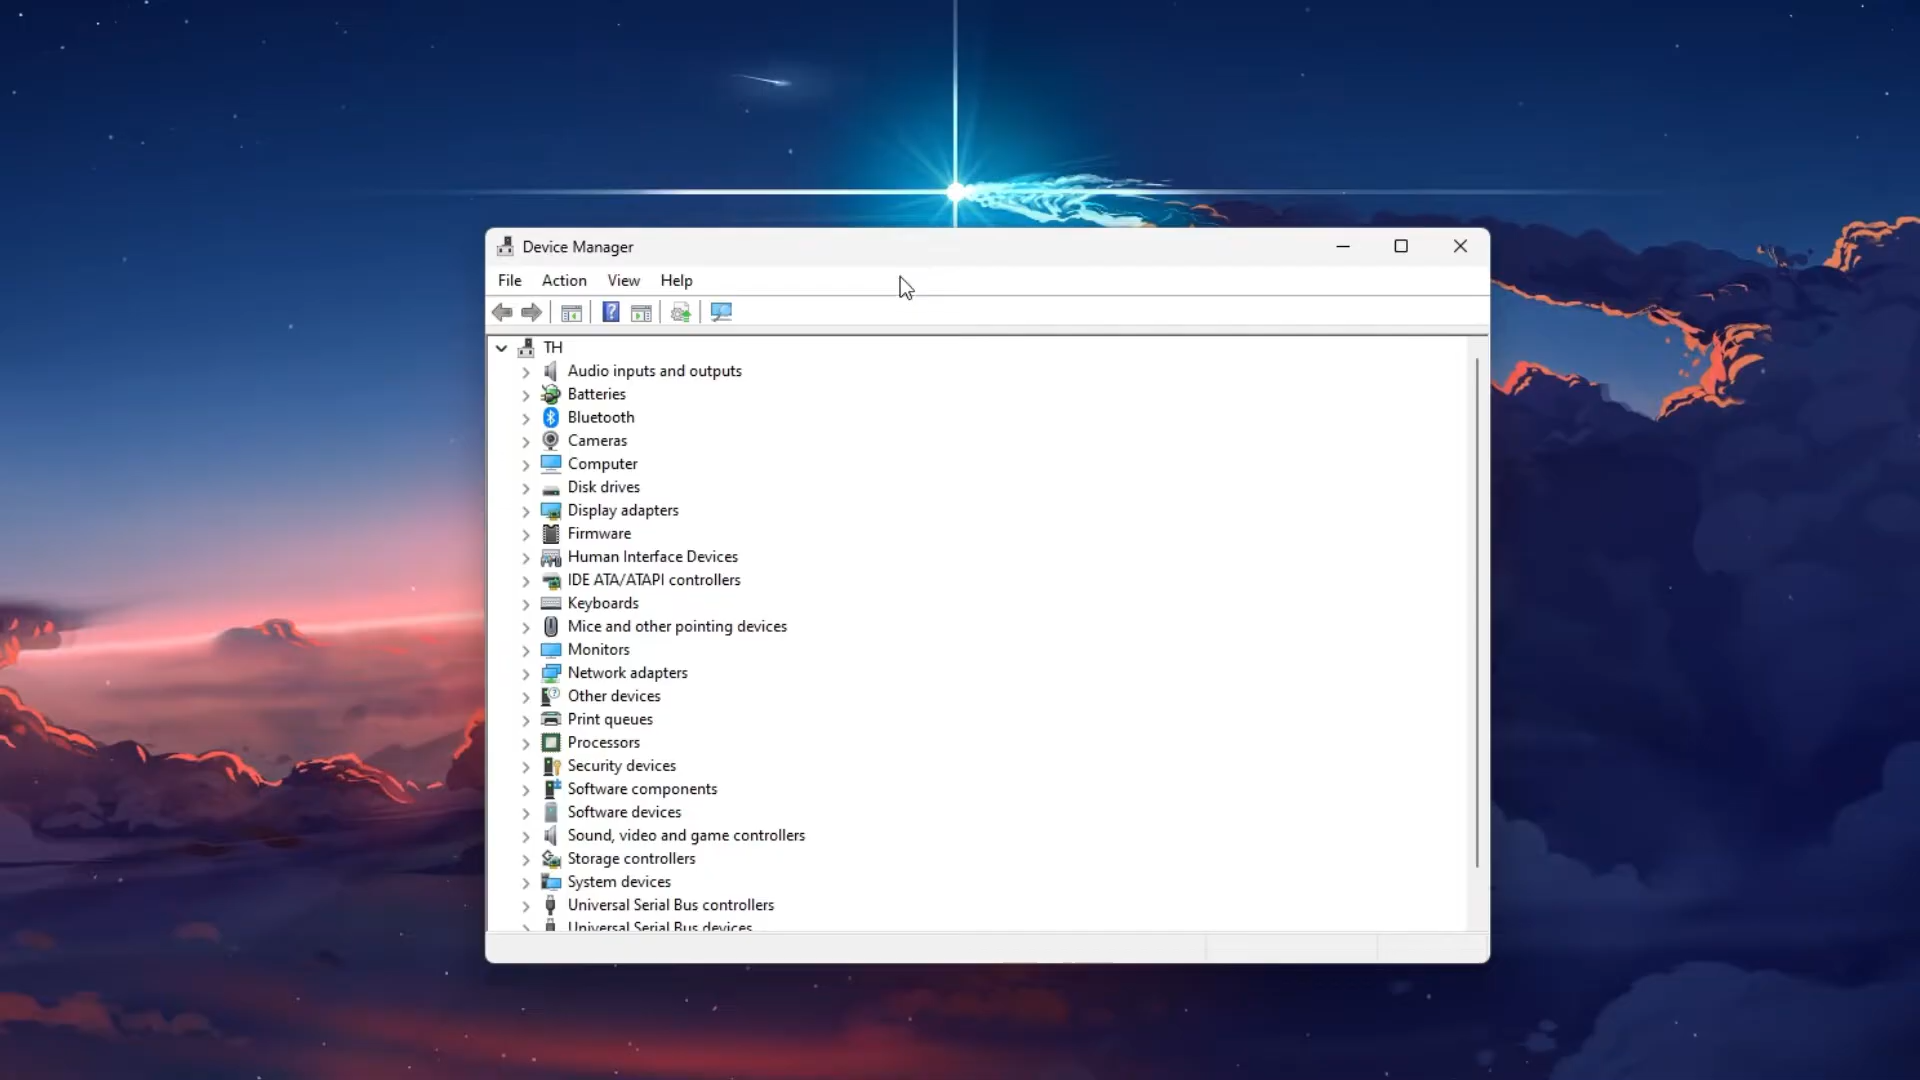 Device Manager
File Action View Help
TH
Audio inputs and outputs
Batteries
Bluetooth
Cameras
Computer
Disk drives
Display adapters
Firmware
Human Interface Devices
IDE ATA/ATAPI controllers
Keyboards
Mice and other pointing devices
Monitors
Network adapters
Other devices
Print queues
Processors
Security devices
Software components
Software devices
Sound, video and game controllers
Storage controllers
System devices
Universal Serial Bus controllers
Universal Serial Bus devices